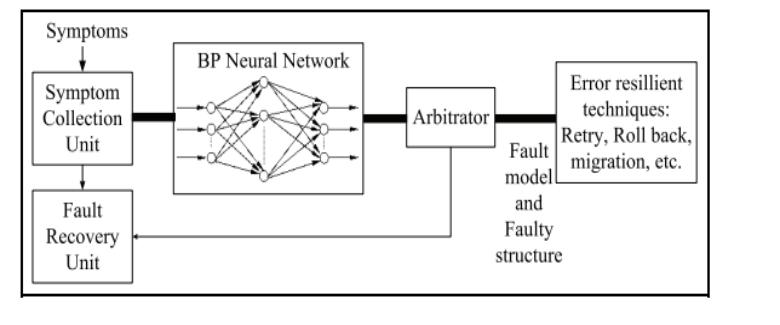 Symptoms
Symptom
Collection
Unit
BP Neural Network
Arbitrator
Error resillient
techniques:
Retry, Roll back,
migration, etc.
Fault
model
and
Faulty
structure
Fault
Recovery
Unit